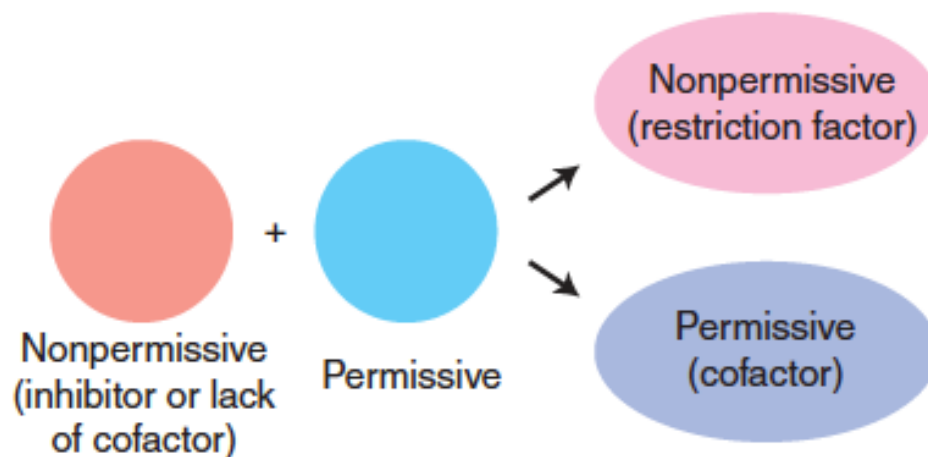 Nonpermissive
(restriction factor)
+
Nonpermissive
(inhibitor or lack
of cofactor)
Permissive
Permissive
(cofactor)